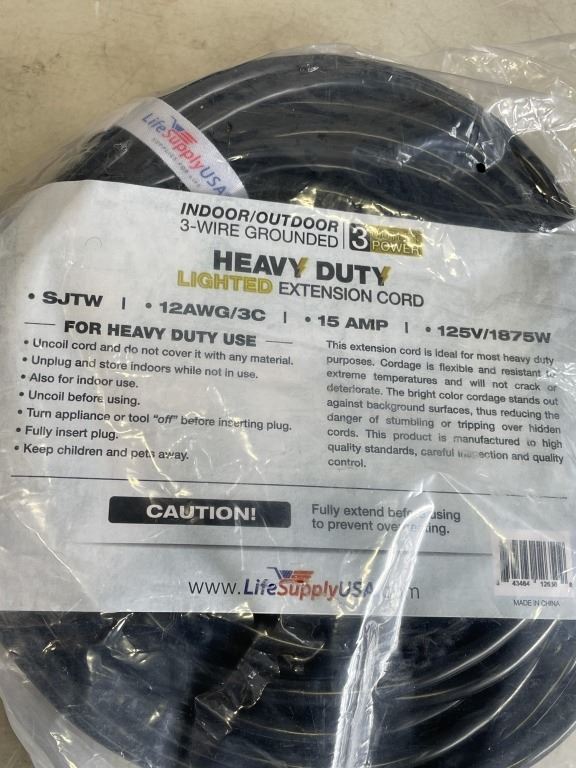 LifeSupplyUSA
INDOOR/OUTDOOR
3-WIRE GROUNDED
3
POWER
HEAVY DUTY
LIGHTED EXTENSION CORD
• SJTW | • 12AWG/3C | • 15 AMP | • 125V/1875W
FOR HEAVY DUTY USE
• Uncoil cord and do not cover it with any material.
• Unplug and store indoors while not in use.
• Also for indoor use.
• Uncoil before using.
• Turn appliance or tool "off" before inserting plug.
• Fully insert plug.
• Keep children and pets away.
This extension cord is ideal for most heavy duty
purposes. Cordage is flexible and resistant to
extreme temperatures and will not crack or
deteriorate. The bright color cordage stands out
against background surfaces, thus reducing the
danger of stumbling or tripping over hidden
cords. This product is manufactured to high
quality standards, careful inspection and quality
control.
CAUTION!
Fully extend before using
to prevent overheating.
www.LifeSupplyUSA.com
43464
MADE IN CHINA